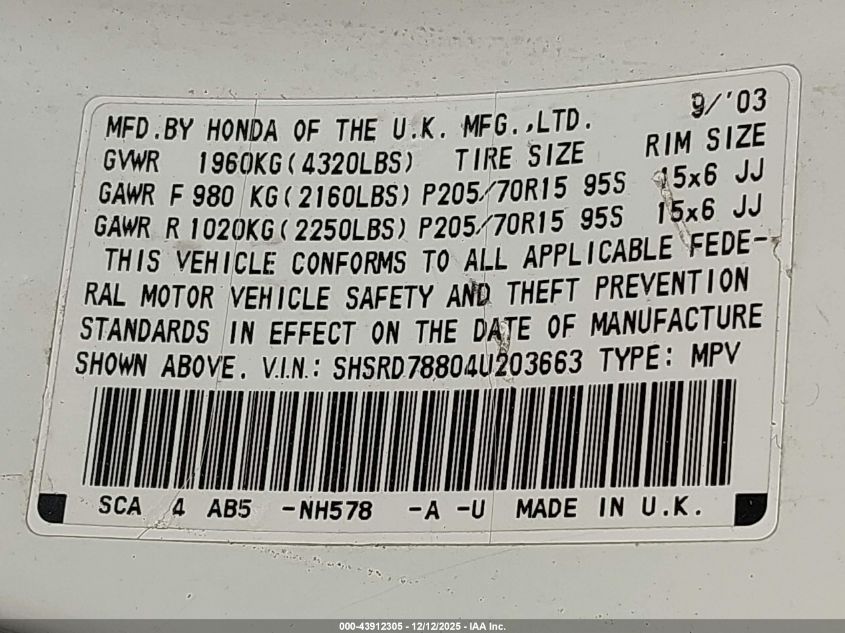 MFD.BY HONDA OF THE U.K. MFG.,LTD. 9/'03
GVWR 1960KG(4320LBS) TIRE SIZE RIM SIZE
GAWR F 980 KG(2160LBS) P205/70R15 95S 15x6 JJ
GAWR R 1020KG(2250LBS) P205/70R15 95S 15x6 JJ
THIS VEHICLE CONFORMS TO ALL APPLICABLE FEDE-
RAL MOTOR VEHICLE SAFETY AND THEFT PREVENTION
STANDARDS IN EFFECT ON THE DATE OF MANUFACTURE
SHOWN ABOVE. V.I.N.: SHSRD78804U203663 TYPE: MPV
SCA 4 AB5 -NH578 -A -U MADE IN U.K.
000-43912305 - 12/12/2025 - IAA Inc.